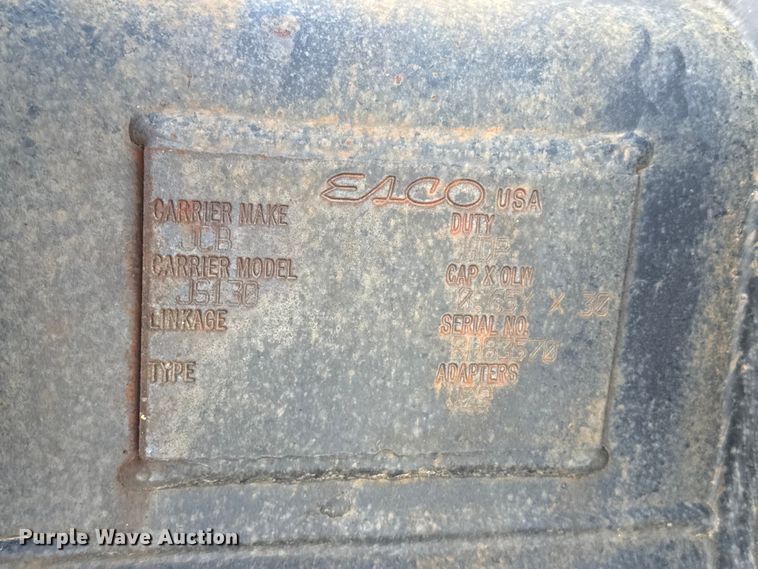 ESCO USA
CARRIER MAKE
JCB
CARRIER MODEL
JS130
LINKAGE
TYPE
DUTY
CAP X OLW
X 30
SERIAL NO.
ADAPTERS
Purple Wave Auction